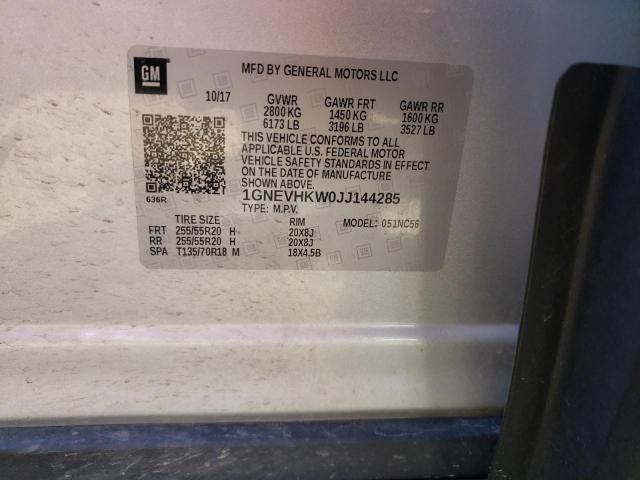 GM
MFD BY GENERAL MOTORS LLC
10/17 GVWR GAWR FRT GAWR RR
2800 KG 1450 KG 1600 KG
6173 LB 3196 LB 3527 LB
THIS VEHICLE CONFORMS TO ALL
APPLICABLE U.S. FEDERAL MOTOR
VEHICLE SAFETY STANDARDS IN EFFECT
ON THE DATE OF MANUFACTURE
SHOWN ABOVE.
636R
1GNEVHKW0JJ144285
TYPE: M.P.V. MODEL: 051NC56
TIRE SIZE RIM
FRT 255/55R20 H 20X8J
RR 255/55R20 H 20X8J
SPA T135/70R18 M 18X4.5B